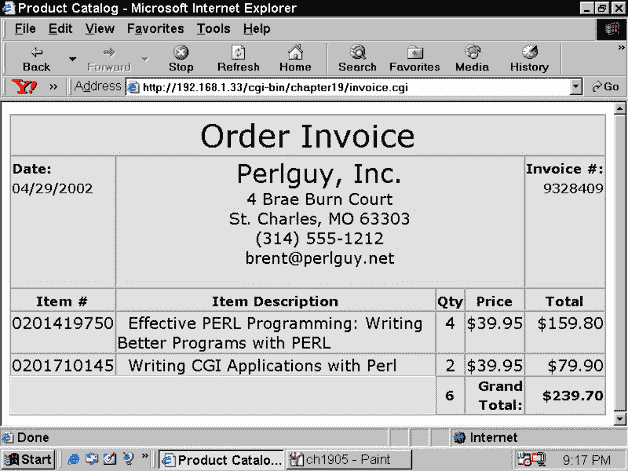 Product Catalog - Microsoft Internet Explorer
File Edit View Favorites Tools Help
Back Forward Stop Refresh Home Search Favorites Media History
Y! » Address http://192.168.1.33/cgi-bin/chapter19/invoice.cgi Go
Order Invoice
Date:
04/29/2002
Perlguy, Inc.
4 Brae Burn Court
St. Charles, MO 63303
(314) 555-1212
brent@perlguy.net
Invoice #:
9328409
Item # Item Description Qty Price Total
0201419750 Effective PERL Programming: Writing 4 $39.95 $159.80
Better Programs with PERL
0201710145 Writing CGI Applications with Perl 2 $39.95 $79.90
6 Grand $239.70
Total:
Done Internet
Start » Product Catalo... ch1905 - Paint 9:17 PM